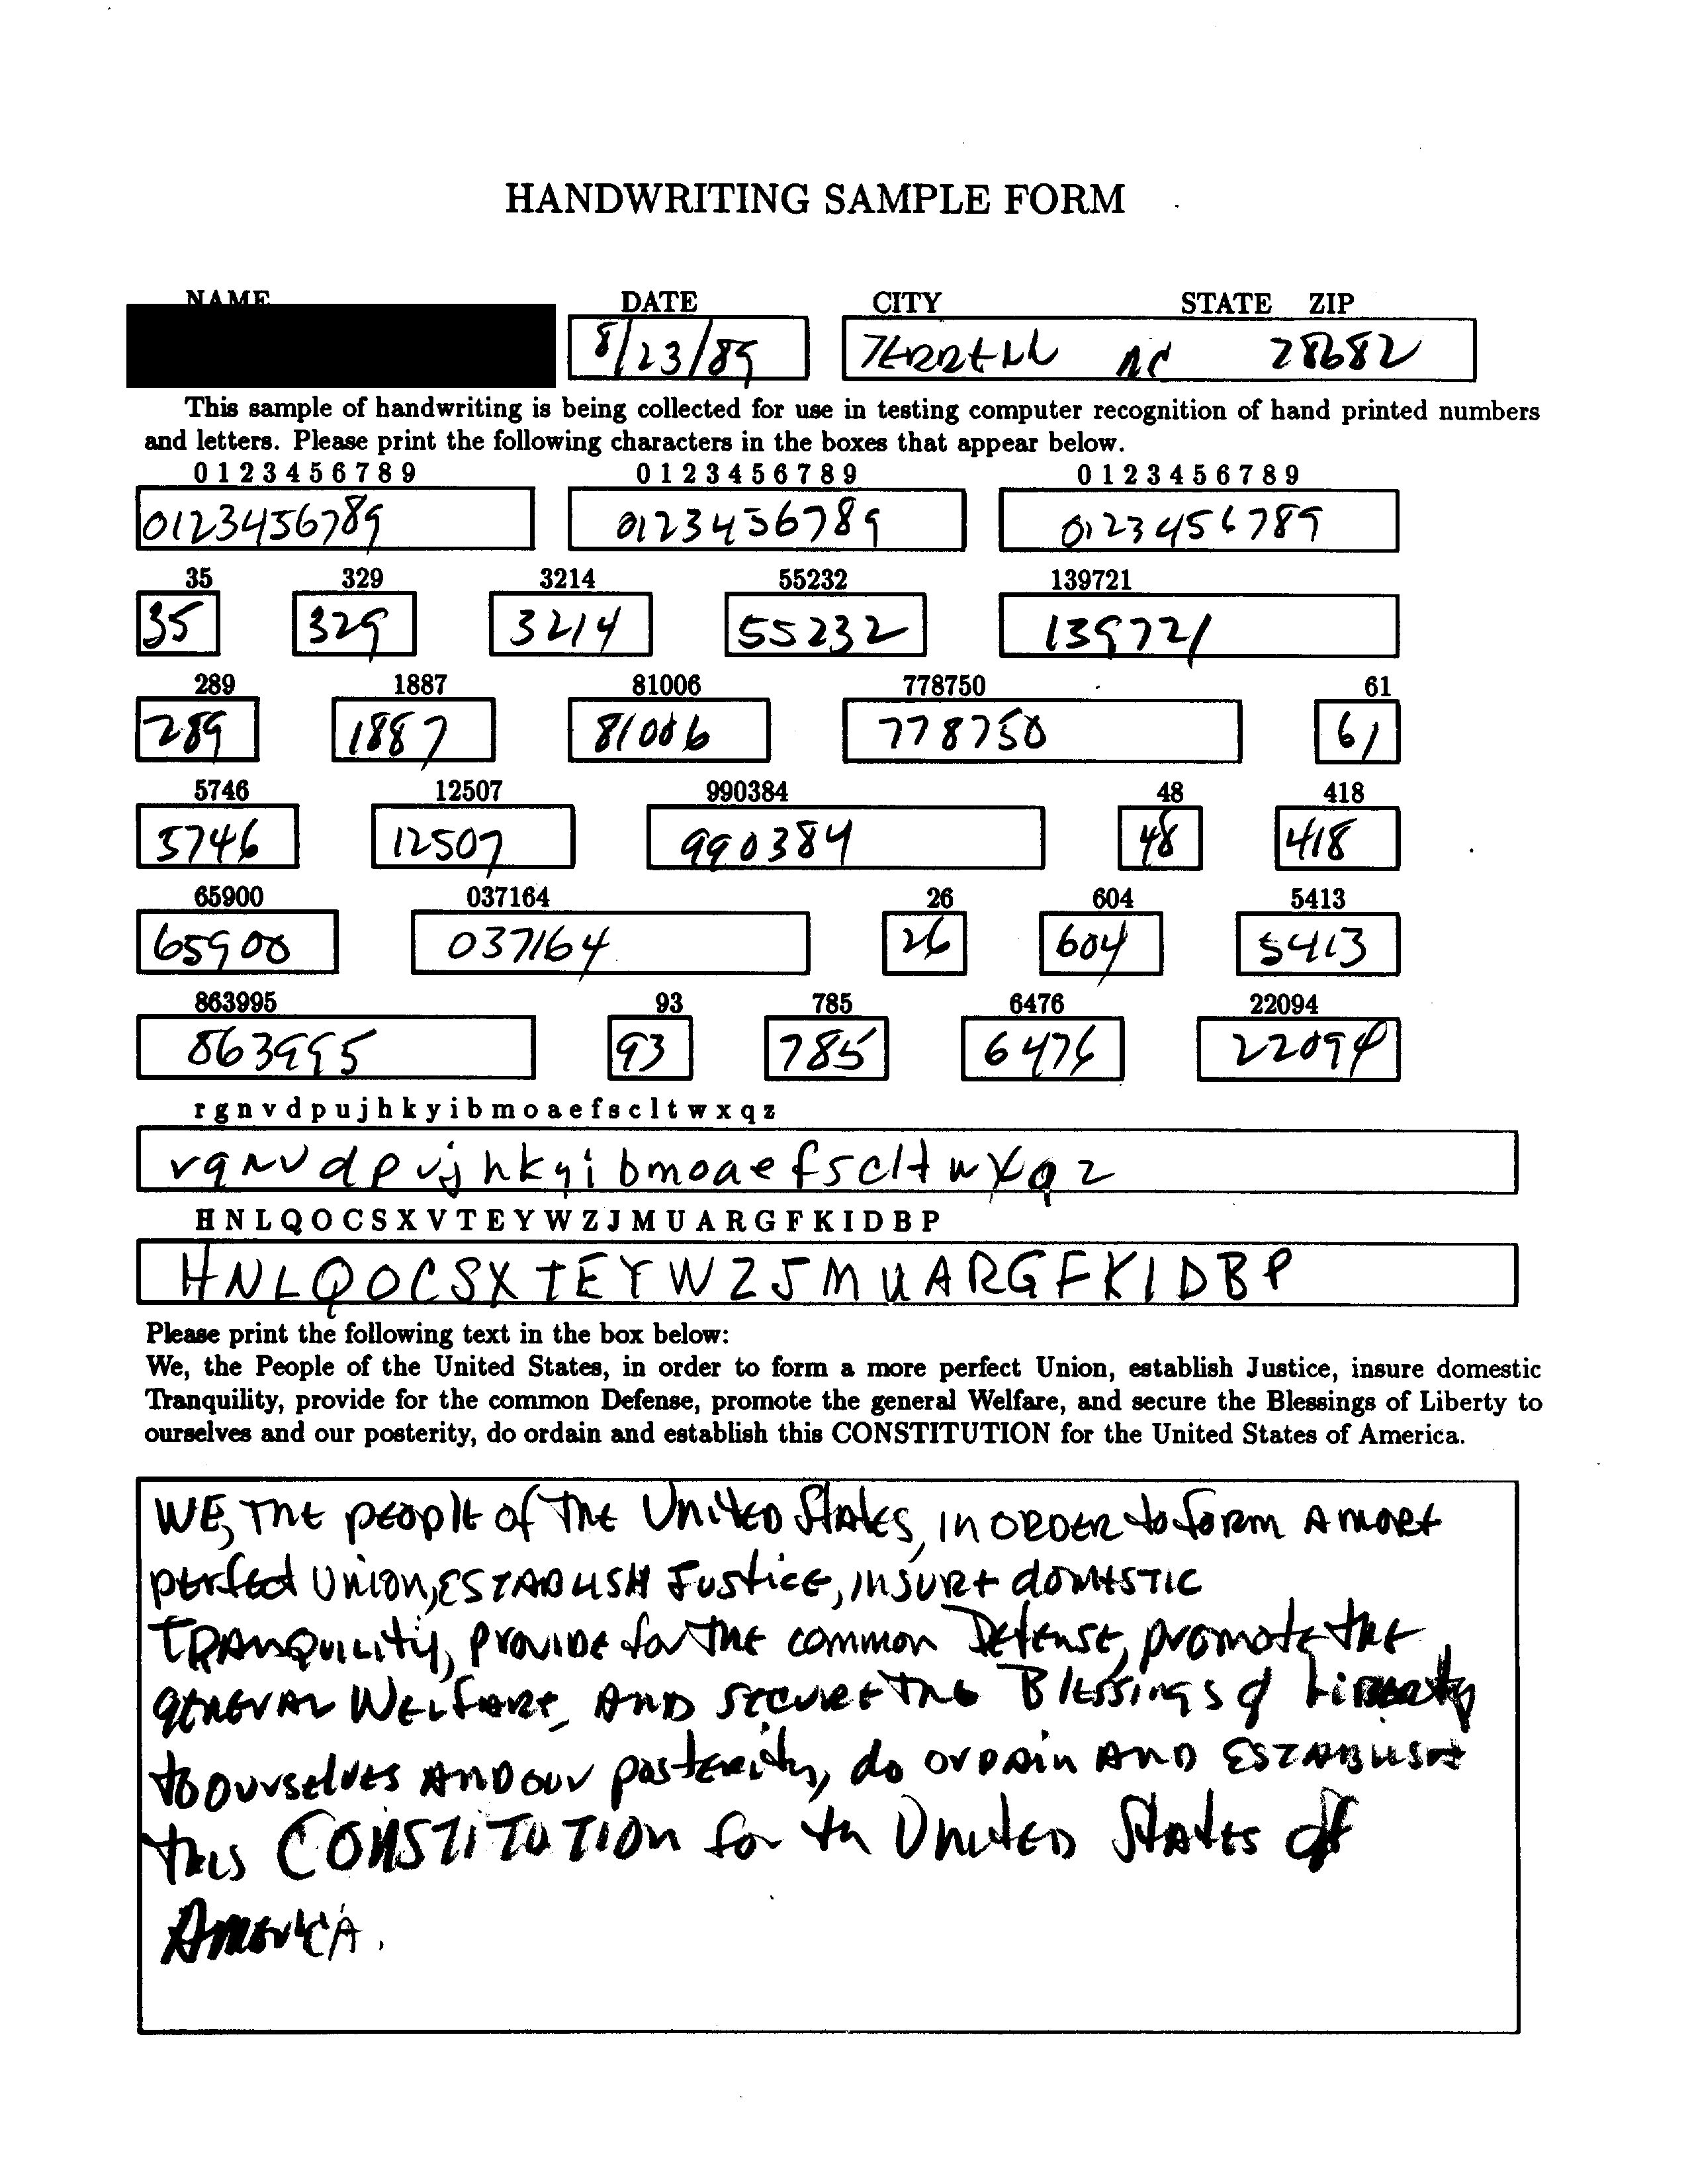 HANDWRITING SAMPLE FORM
NAME DATE CITY STATE ZIP
8/23/89 TERRELL NC 28682
This sample of handwriting is being collected for use in testing computer recognition of hand printed numbers
and letters. Please print the following characters in the boxes that appear below.
0 1 2 3 4 5 6 7 8 9 0 1 2 3 4 5 6 7 8 9 0 1 2 3 4 5 6 7 8 9
0123456789 0123456789 0123456789
35 329 3214 55232 139721
35 329 3214 55232 139721
289 1887 81006 778750 61
289 1887 81006 778750 61
5746 12507 990384 48 418
5746 12507 990384 48 418
65900 037164 26 604 5413
65900 037164 26 604 5413
863995 93 785 6476 22094
863995 93 785 6476 22094
r g n v d p u j h k y i b m o a e f s c l t w x q z
r g n v d p u j h k y i b m o a e f s c l t w x q z
H N L Q O C S X V T E Y W Z J M U A R G F K I D B P
H N L Q O C S X T E Y W Z J M U A R G F K I D B P
Please print the following text in the box below:
We, the People of the United States, in order to form a more perfect Union, establish Justice, insure domestic
Tranquility, provide for the common Defense, promote the general Welfare, and secure the Blessings of Liberty to
ourselves and our posterity, do ordain and establish this CONSTITUTION for the United States of America.
WE, THE people of THE UniTED States, in ORDER to form A more
perfect Union, ESTABLISH Justice, inSURE dOMESTIC
TRANQUILITY, PROVIDE for THE common Defense, promote the
GENERAL WELFARE, AND SECURE THE Blessings of Liberty
to ourselves AND our posterity, do orDAin AND ESTABLISH
this CONSTITUTION for th UNITED States of
AMERICA.